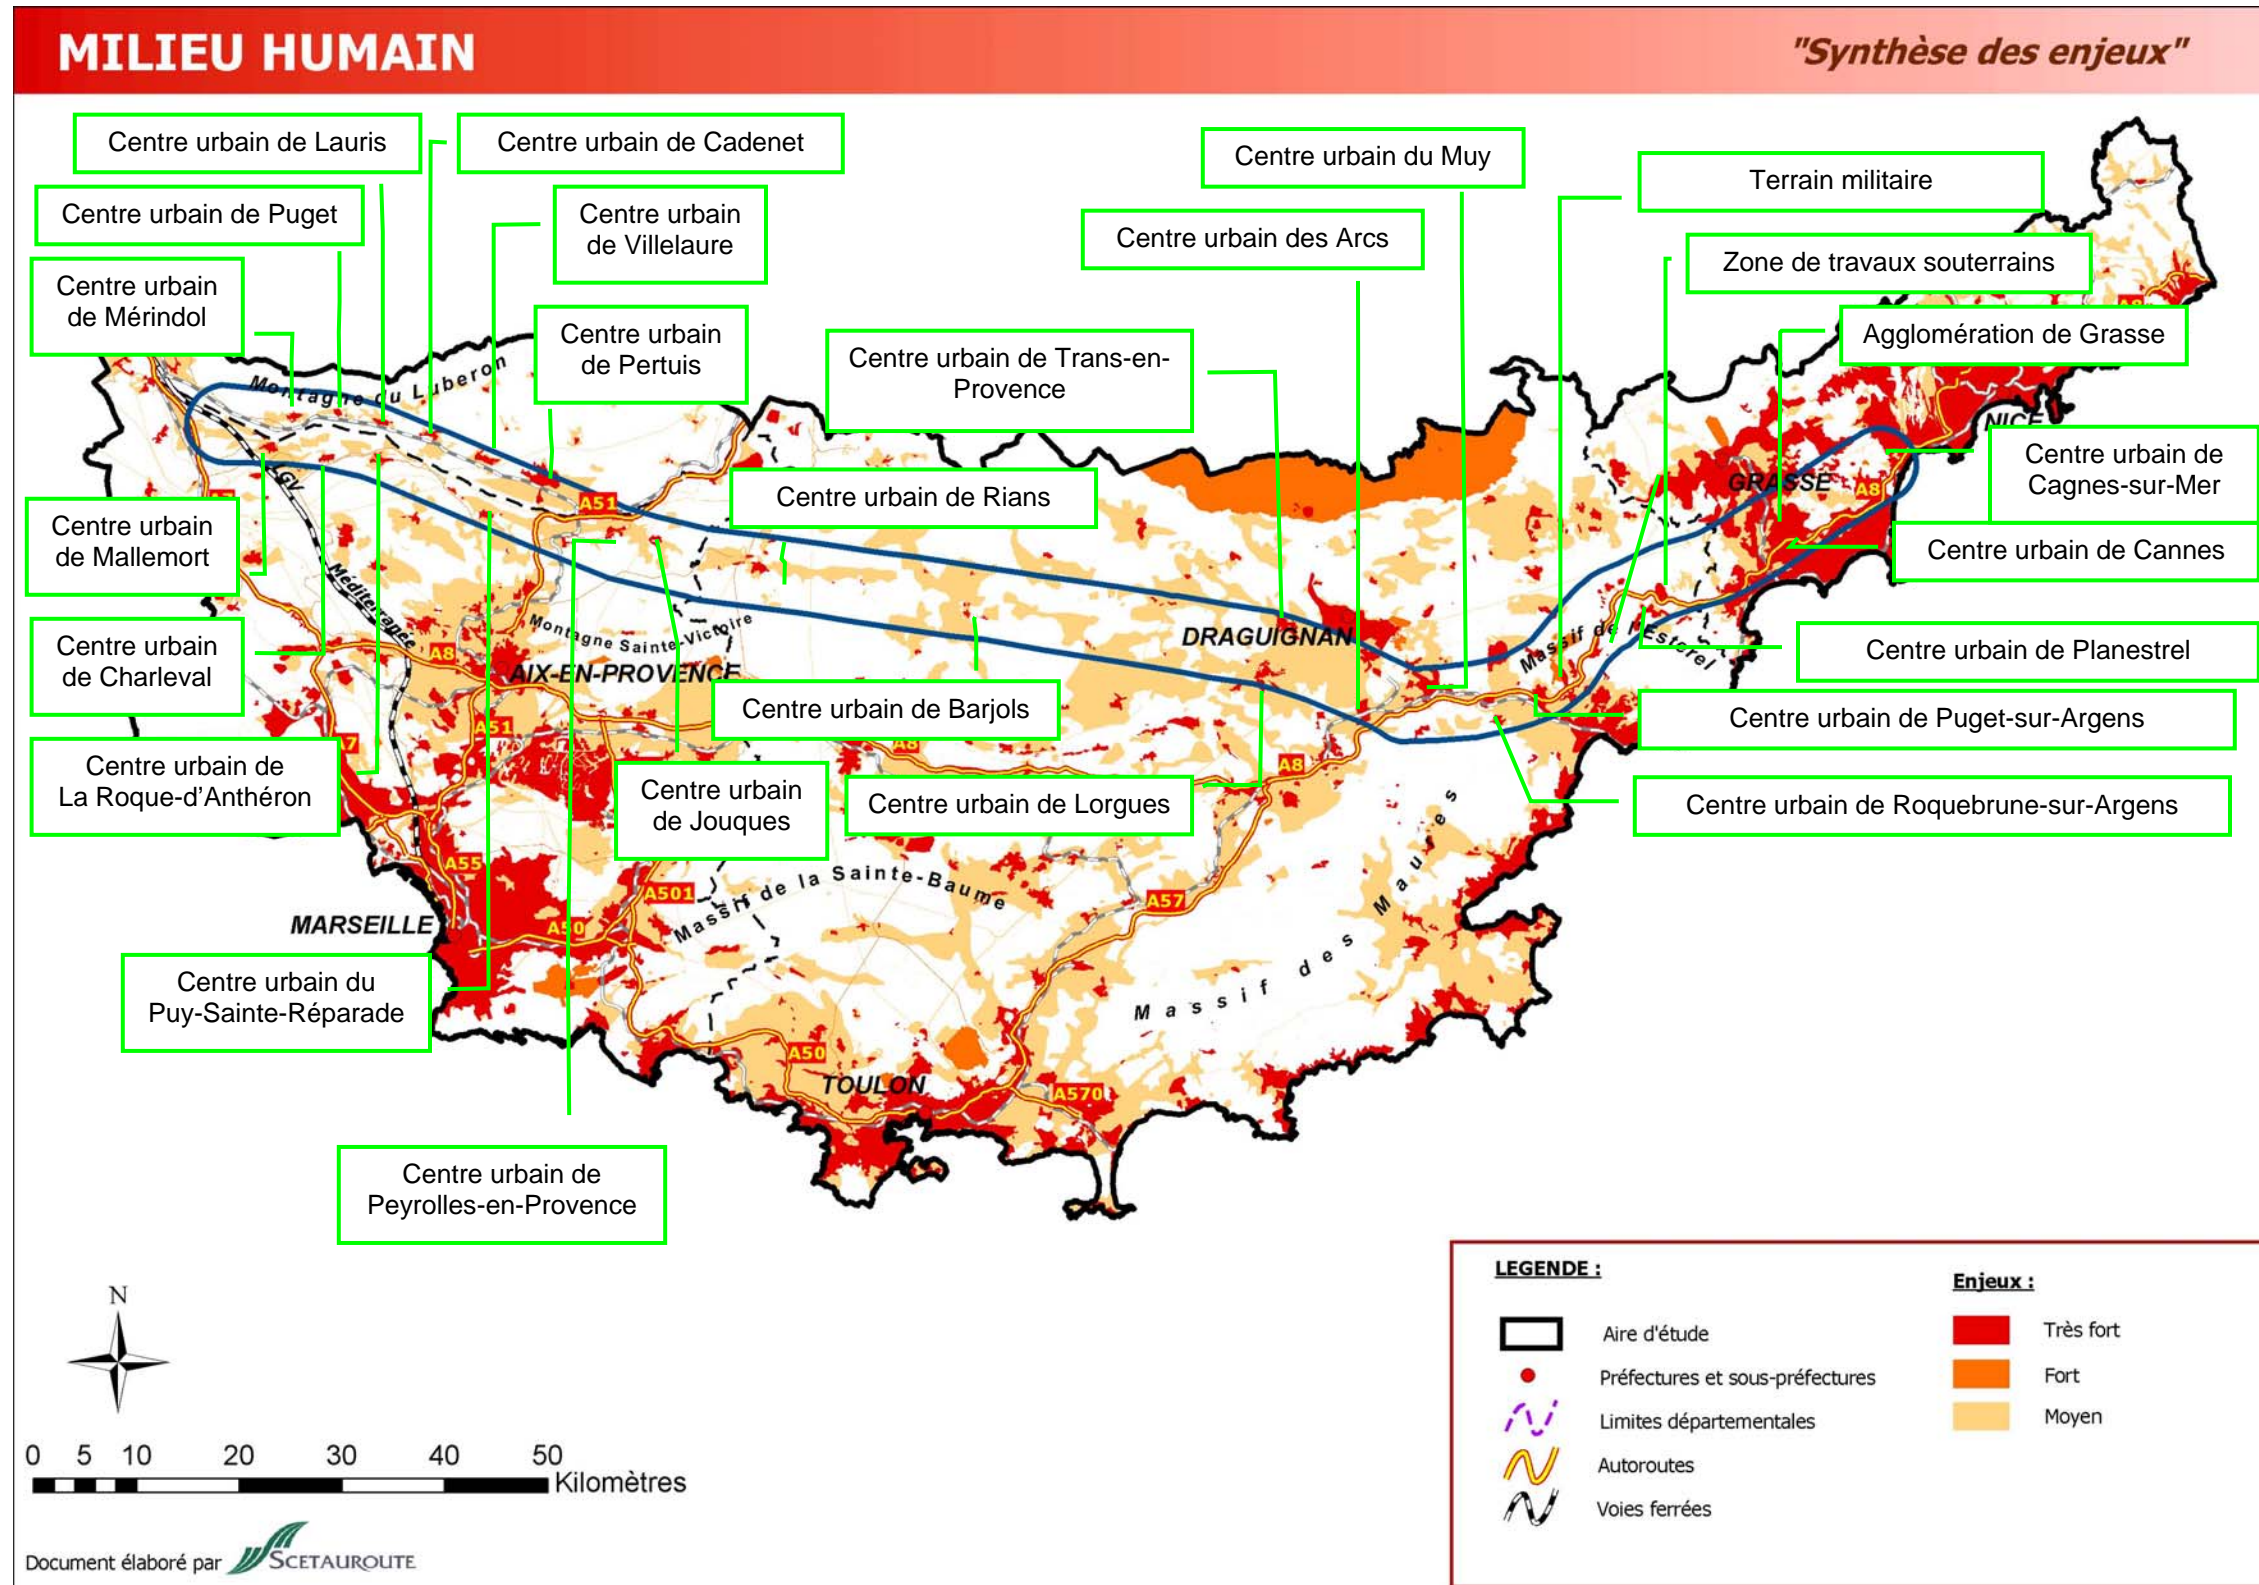 MILIEU HUMAIN
"Synthèse des enjeux"
Centre urbain de Lauris
Centre urbain de Cadenet
Centre urbain du Muy
Terrain militaire
Centre urbain de Puget
Centre urbain
de Villelaure
Centre urbain des Arcs
Zone de travaux souterrains
Centre urbain
de Mérindol
Centre urbain
de Pertuis
Centre urbain de Trans-en-
Provence
Agglomération de Grasse
A8
Montagne du Luberon
NICE
Centre urbain de
Cagnes-sur-Mer
GRASSE
A8
LGV
Méditerranée
A51
Centre urbain de Rians
Centre urbain
de Mallemort
Centre urbain de Cannes
Montagne Sainte-Victoire
DRAGUIGNAN
Massif de l'Esterel
Centre urbain de Planestrel
Centre urbain
de Charleval
A8
AIX-EN-PROVENCE
Centre urbain de Barjols
Centre urbain de Puget-sur-Argens
A51
A7
A8
A8
Centre urbain de
La Roque-d'Anthéron
Centre urbain
de Jouques
Centre urbain de Lorgues
Centre urbain de Roquebrune-sur-Argens
A55
A501
Massif de la Sainte-Baume
A57
Massif des Maures
MARSEILLE
A50
Centre urbain du
Puy-Sainte-Réparade
A50
TOULON
A570
Centre urbain de
Peyrolles-en-Provence
LEGENDE :
Aire d'étude
Préfectures et sous-préfectures
Limites départementales
Autoroutes
Voies ferrées
Enjeux :
Très fort
Fort
Moyen
N
0 5 10 20 30 40 50
Kilomètres
Document élaboré par SCETAUROUTE